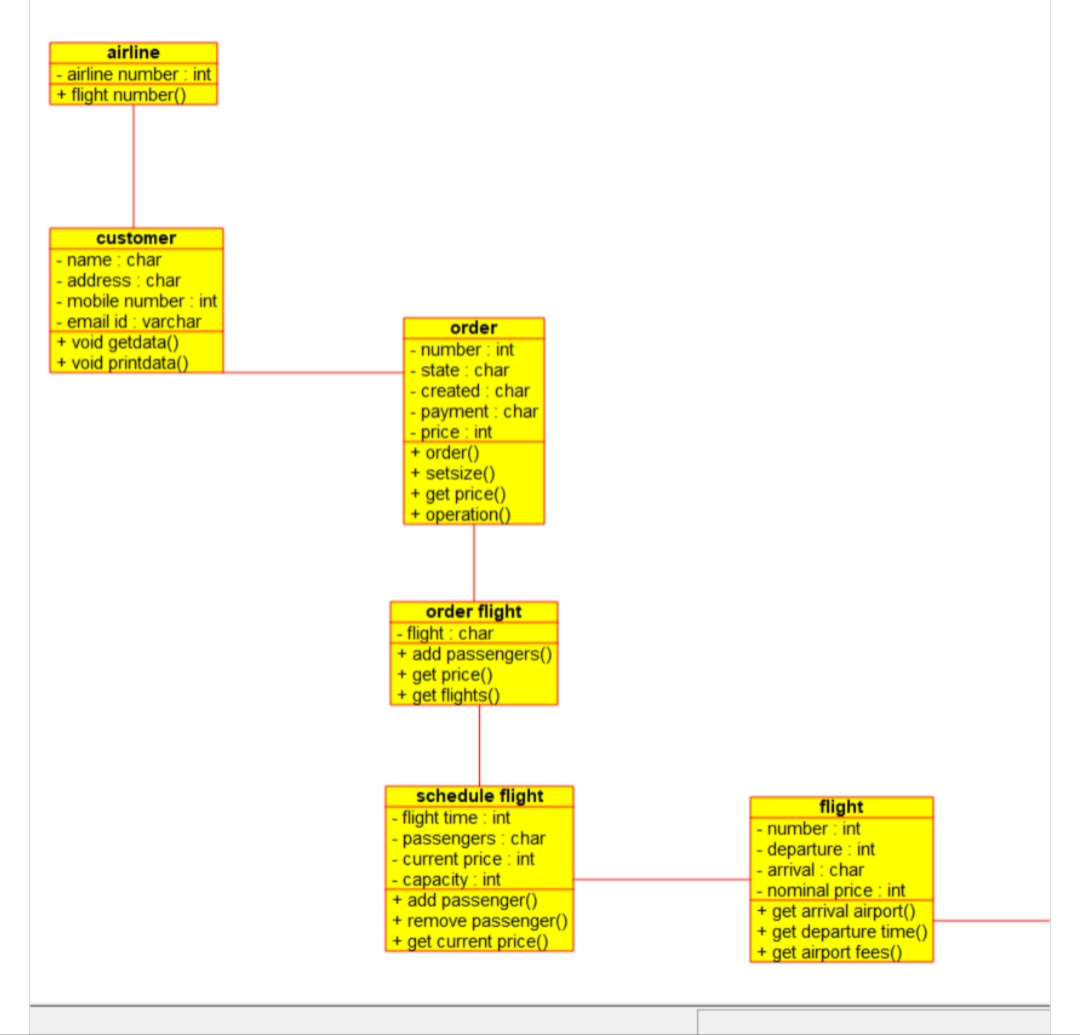 airline
- airline number : int
+ flight number()
customer
- name : char
- address : char
- mobile number : int
- email id : varchar
+ void getdata()
+ void printdata()
order
- number : int
- state : char
- created : char
- payment : char
- price : int
+ order()
+ setsize()
+ get price()
+ operation()
order flight
- flight : char
+ add passengers()
+ get price()
+ get flights()
schedule flight
- flight time : int
- passengers : char
- current price : int
- capacity : int
+ add passenger()
+ remove passenger()
+ get current price()
flight
- number : int
- departure : int
- arrival : char
- nominal price : int
+ get arrival airport()
+ get departure time()
+ get airport fees()